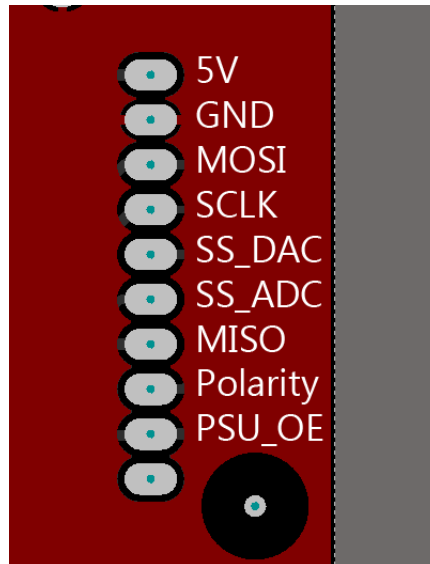 5V
GND
MOSI
SCLK
SS_DAC
SS_ADC
MISO
Polarity
PSU_OE